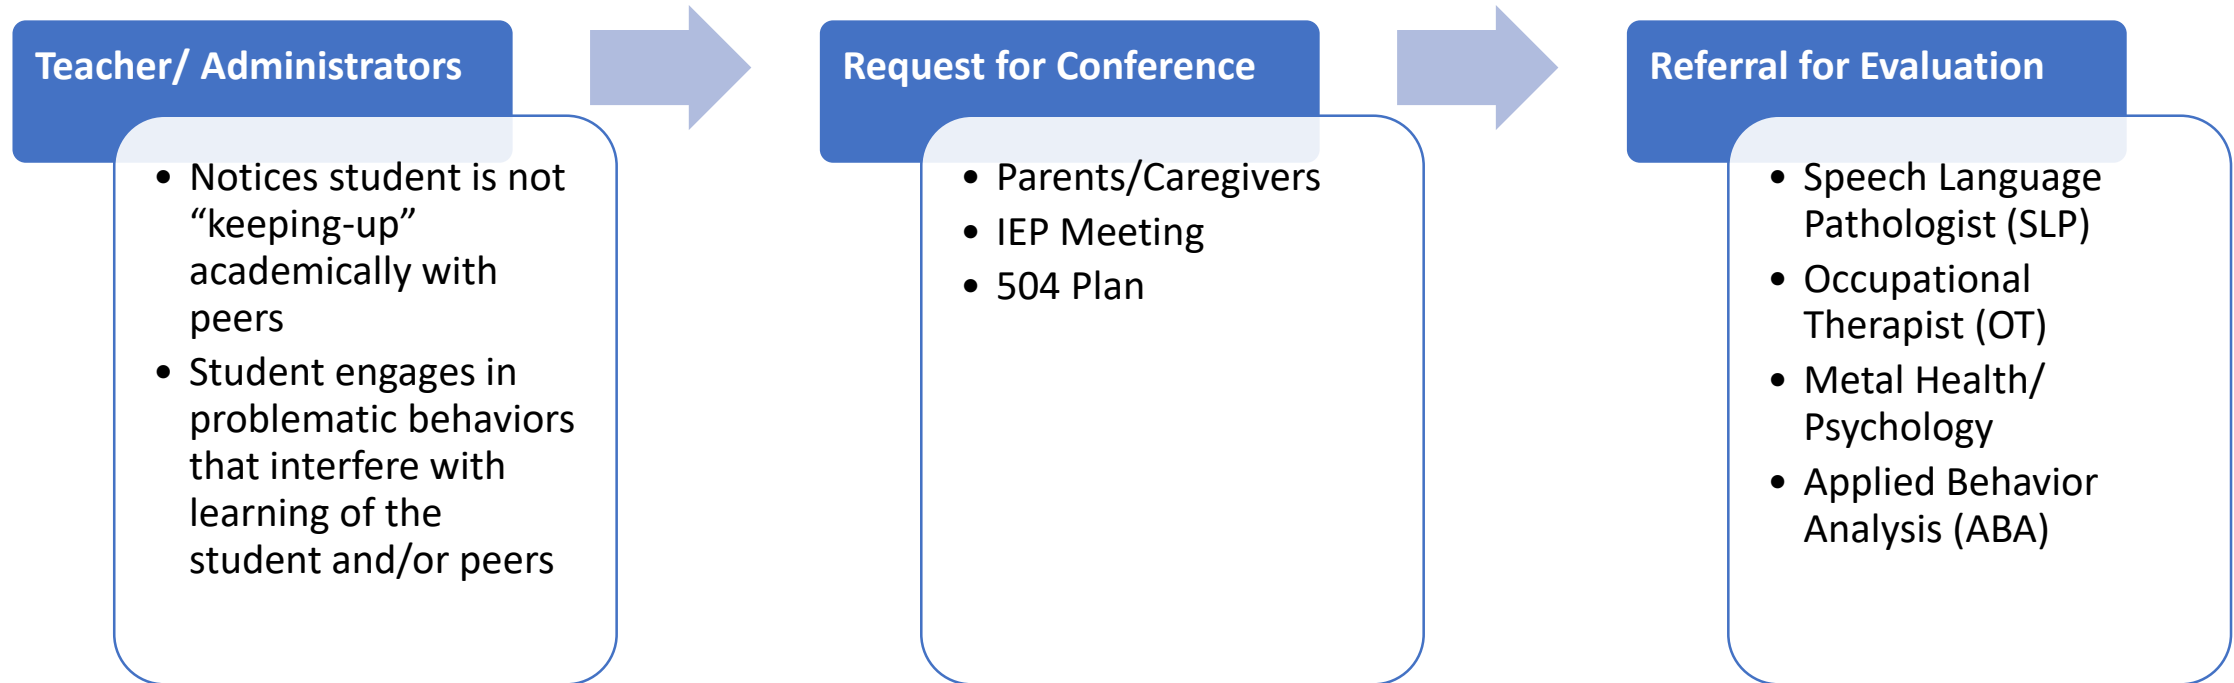 Teacher/ Administrators
• Notices student is not
“keeping-up”
academically with
peers
• Student engages in
problematic behaviors
that interfere with
learning of the
student and/or peers
Request for Conference
• Parents/Caregivers
• IEP Meeting
• 504 Plan
Referral for Evaluation
• Speech Language
Pathologist (SLP)
• Occupational
Therapist (OT)
• Metal Health/
Psychology
• Applied Behavior
Analysis (ABA)